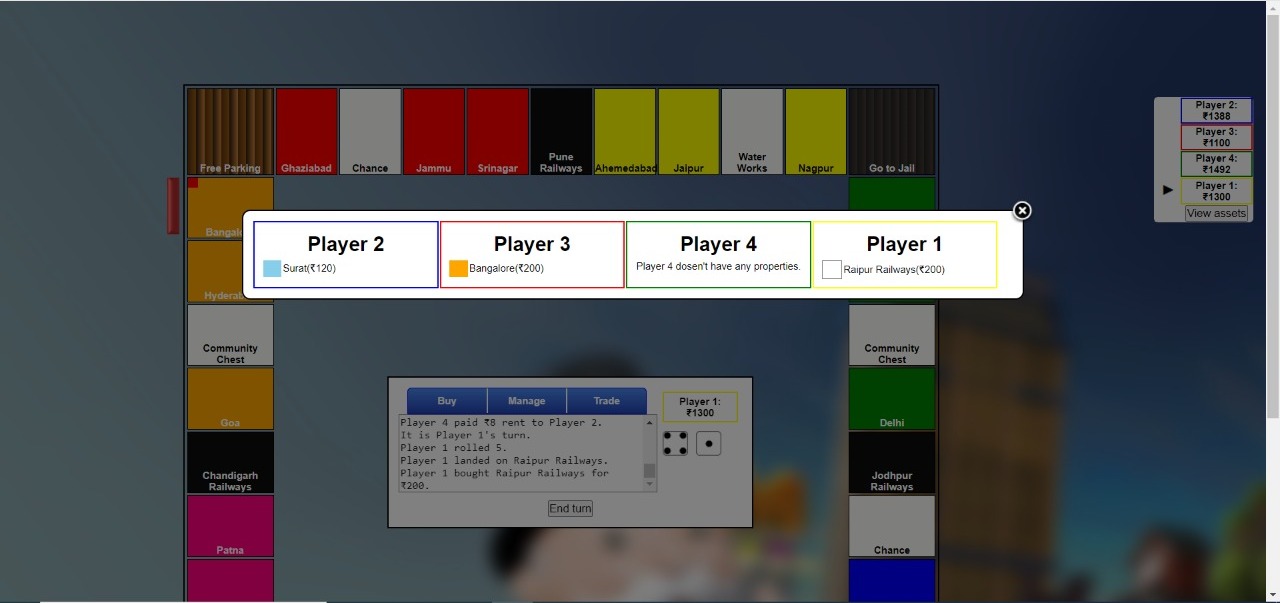 Free Parking
Ghaziabad
Chance
Jammu
Srinagar
Pune
Railways
Ahemedabad
Jaipur
Water
Works
Nagpur
Go to Jail
Player 2:
₹1388
Player 3:
₹1100
Player 4:
₹1492
Player 1:
₹1300
View assets
Player 2
Surat(₹120)
Player 3
Bangalore(₹200)
Player 4
Player 4 dosen't have any properties.
Player 1
Raipur Railways(₹200)
Bangalo
Hyderab
Community
Chest
Goa
Chandigarh
Railways
Patna
Community
Chest
Delhi
Jodhpur
Railways
Chance
Buy
Manage
Trade
Player 1:
₹1300
Player 4 paid ₹8 rent to Player 2.
It is Player 1's turn.
Player 1 rolled 5.
Player 1 landed on Raipur Railways.
Player 1 bought Raipur Railways for
₹200.
End turn